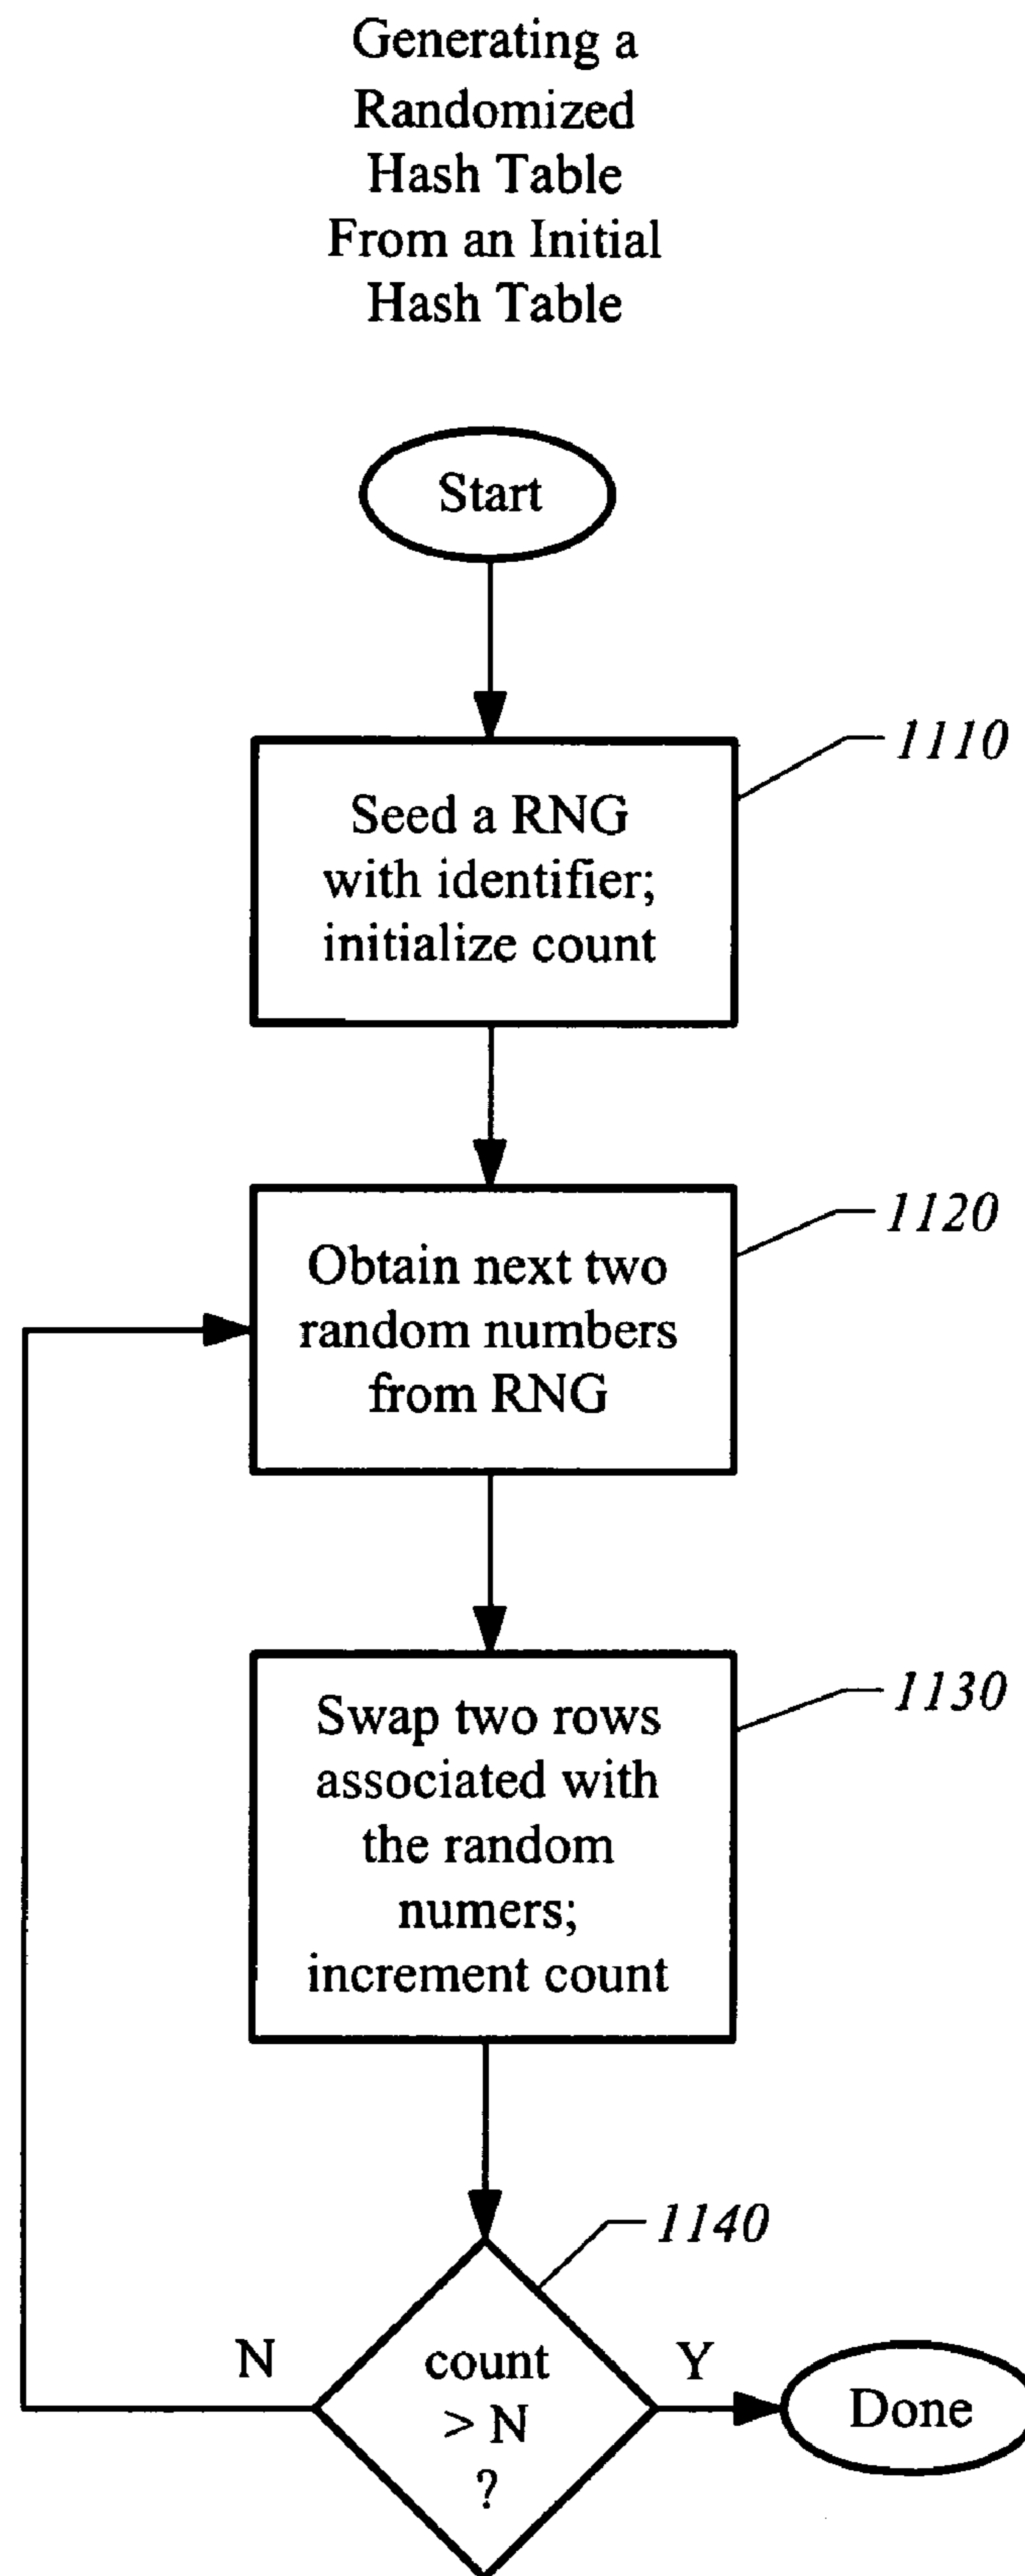 Generating a
Randomized
Hash Table
From an Initial
Hash Table
Start
1110
Seed a RNG
with identifier;
initialize count
1120
Obtain next two
random numbers
from RNG
1130
Swap two rows
associated with
the random
numers;
increment count
1140
N
count
> N
?
Y
Done